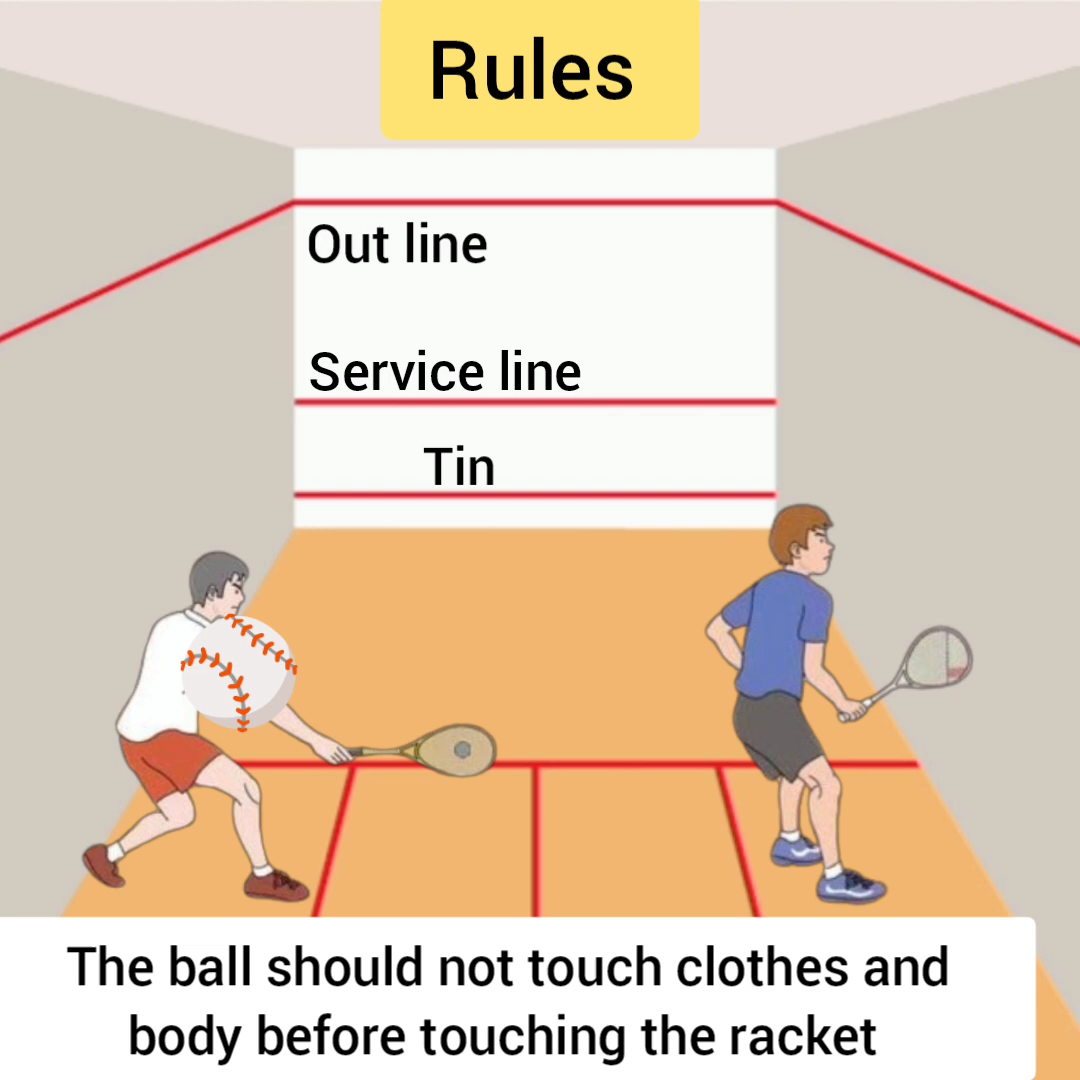 Rules
Out line
Service line
Tin
The ball should not touch clothes and
body before touching the racket